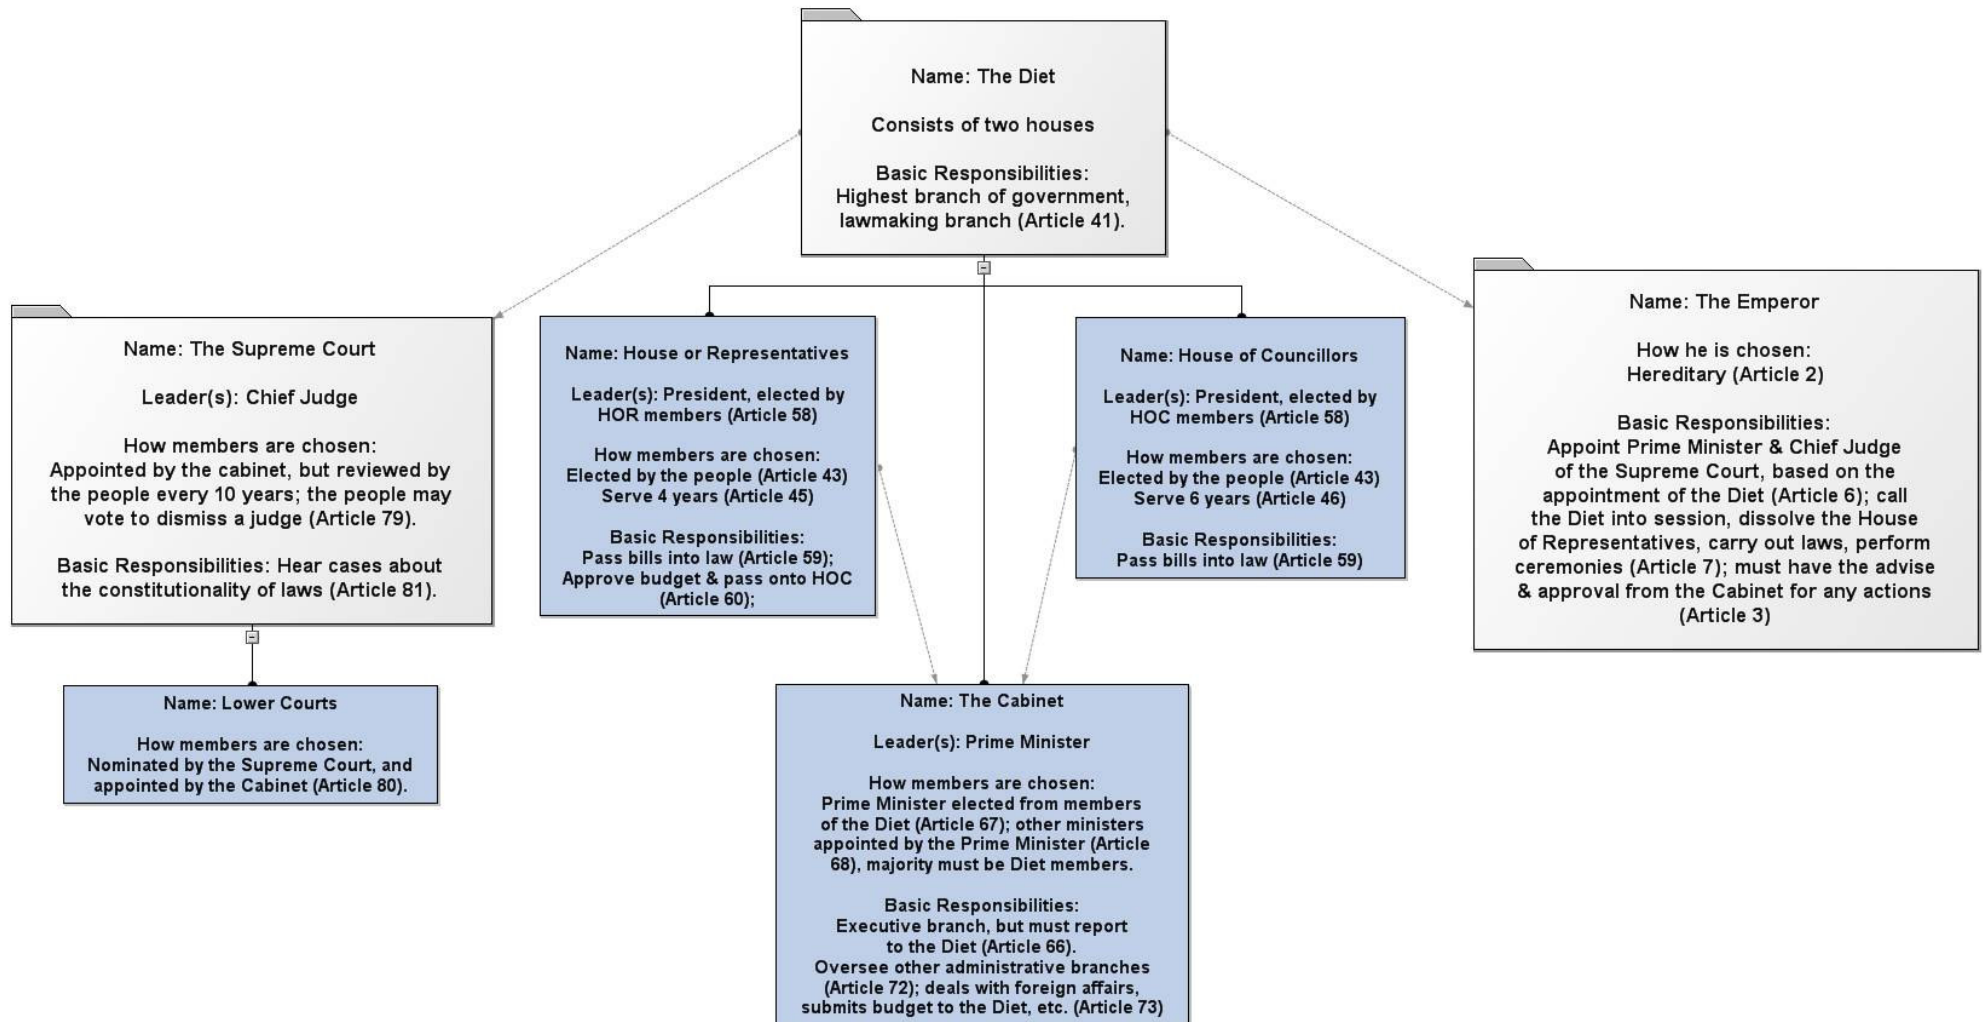 Name: The Diet
Consists of two houses
Basic Responsibilities:
Highest branch of government,
lawmaking branch (Article 41).
Name: The Supreme Court
Leader(s): Chief Judge
How members are chosen:
Appointed by the cabinet, but reviewed by
the people every 10 years; the people may
vote to dismiss a judge (Article 79).
Basic Responsibilities: Hear cases about
the constitutionality of laws (Article 81).
Name: House or Representatives
Leader(s): President, elected by
HOR members (Article 58)
How members are chosen:
Elected by the people (Article 43)
Serve 4 years (Article 45)
Basic Responsibilities:
Pass bills into law (Article 59);
Approve budget & pass onto HOC
(Article 60);
Name: House of Councillors
Leader(s): President, elected by
HOC members (Article 58)
How members are chosen:
Elected by the people (Article 43)
Serve 6 years (Article 46)
Basic Responsibilities:
Pass bills into law (Article 59)
Name: The Emperor
How he is chosen:
Hereditary (Article 2)
Basic Responsibilities:
Appoint Prime Minister & Chief Judge
of the Supreme Court, based on the
appointment of the Diet (Article 6); call
the Diet into session, dissolve the House
of Representatives, carry out laws, perform
ceremonies (Article 7); must have the advise
& approval from the Cabinet for any actions
(Article 3)
Name: Lower Courts
How members are chosen:
Nominated by the Supreme Court, and
appointed by the Cabinet (Article 80).
Name: The Cabinet
Leader(s): Prime Minister
How members are chosen:
Prime Minister elected from members
of the Diet (Article 67); other ministers
appointed by the Prime Minister (Article
68), majority must be Diet members.
Basic Responsibilities:
Executive branch, but must report
to the Diet (Article 66).
Oversee other administrative branches
(Article 72); deals with foreign affairs,
submits budget to the Diet, etc. (Article 73)